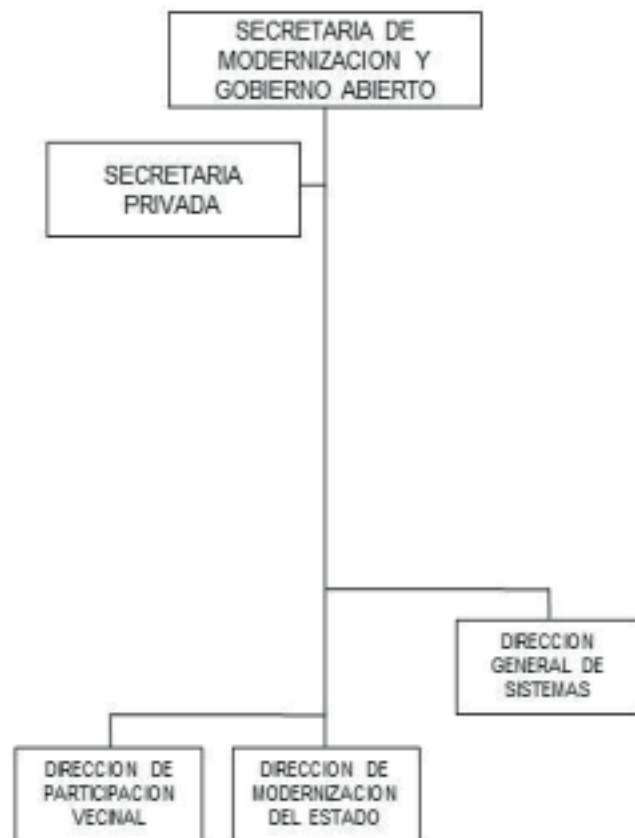 SECRETARIA DE
MODERNIZACION Y
GOBIERNO ABIERTO
SECRETARIA
PRIVADA
DIRECCION
GENERAL DE
SISTEMAS
DIRECCION DE
PARTICIPACION
VECINAL
DIRECCION DE
MODERNIZACION
DEL ESTADO